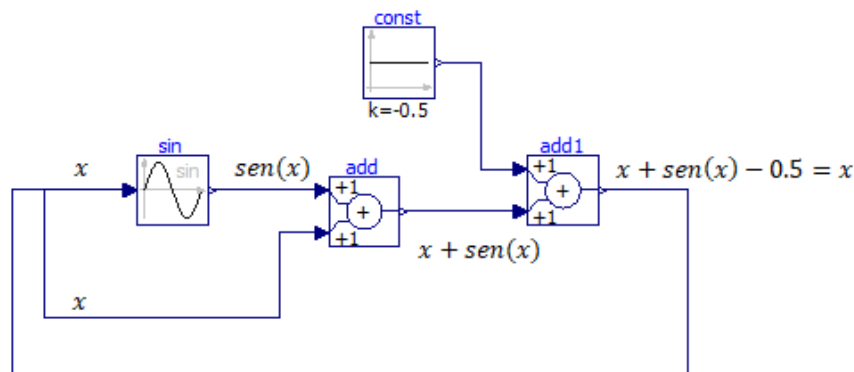 const
k=-0.5
sin
x
sin
sen(x)
add
+1
+
+1
add1
+1
+
+1
x + sen(x) − 0.5 = x
x + sen(x)
x